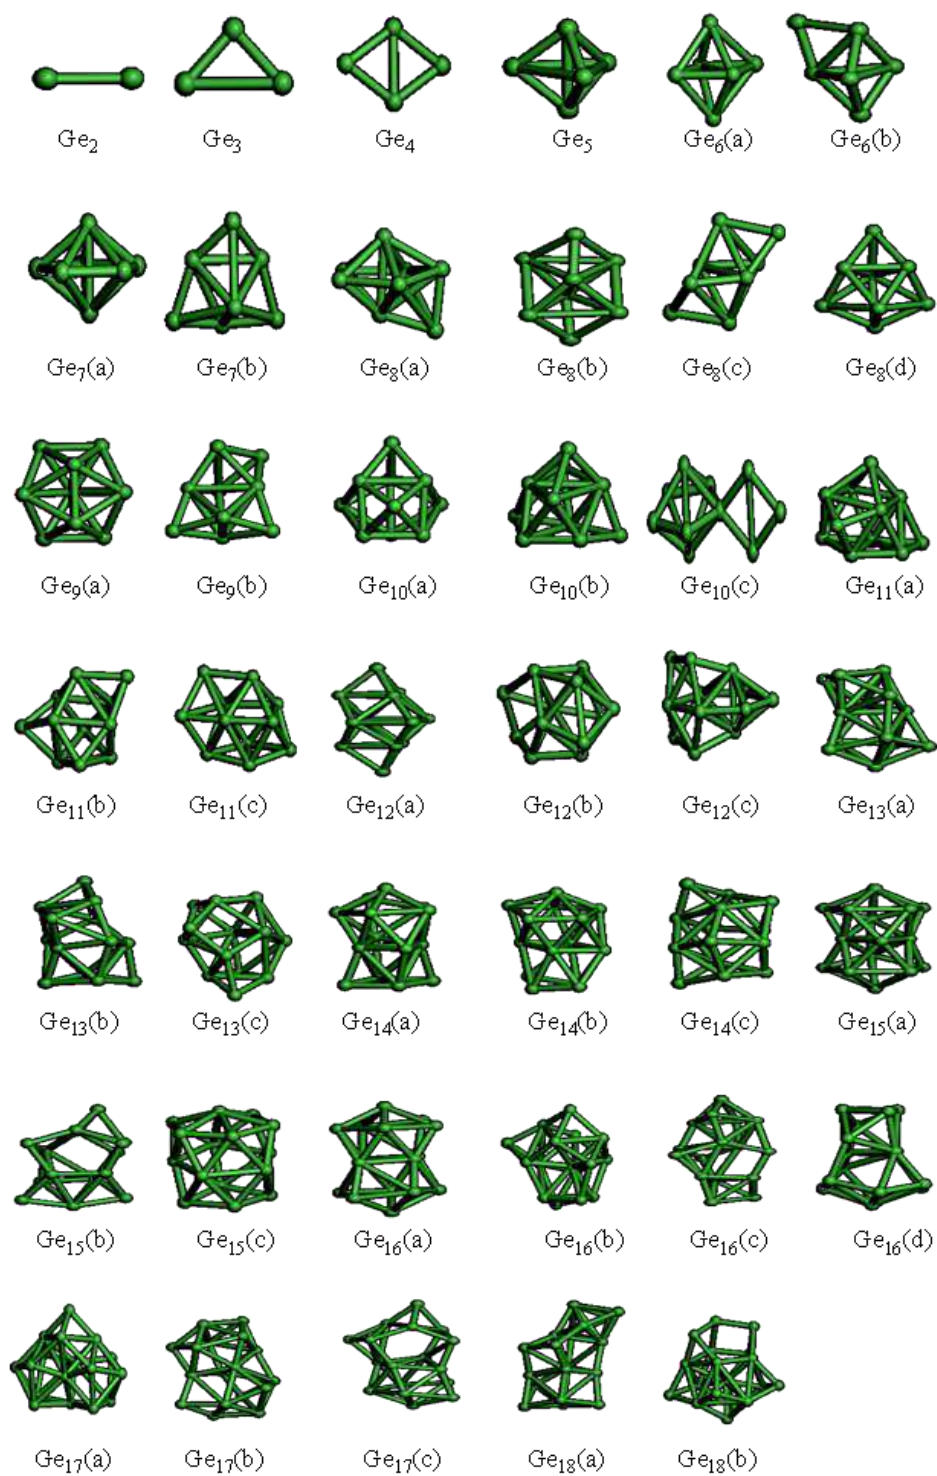 Ge2 Ge3 Ge4 Ge5 Ge6(a) Ge6(b)
Ge7(a) Ge7(b) Ge8(a) Ge8(b) Ge8(c) Ge8(d)
Ge9(a) Ge9(b) Ge10(a) Ge10(b) Ge10(c) Ge11(a)
Ge11(b) Ge11(c) Ge12(a) Ge12(b) Ge12(c) Ge13(a)
Ge13(b) Ge13(c) Ge14(a) Ge14(b) Ge14(c) Ge15(a)
Ge15(b) Ge15(c) Ge16(a) Ge16(b) Ge16(c) Ge16(d)
Ge17(a) Ge17(b) Ge17(c) Ge18(a) Ge18(b)